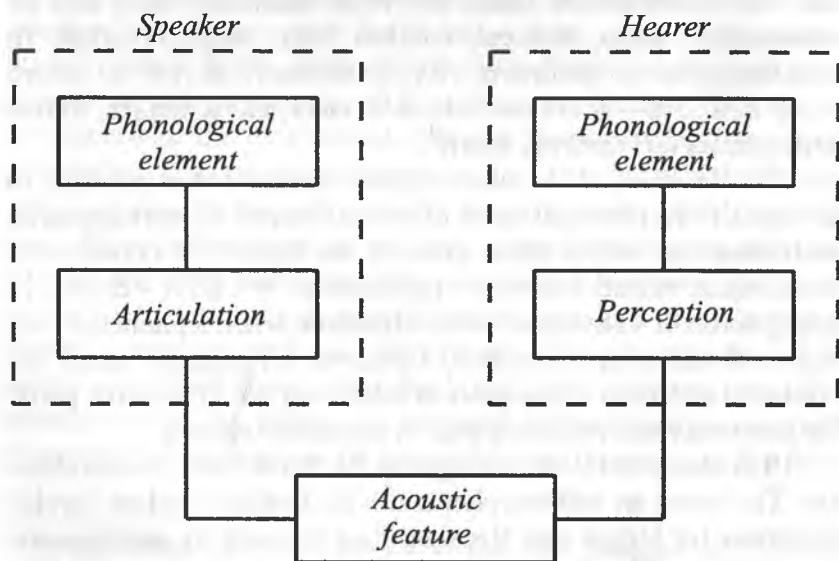 Speaker
Hearer
Phonological
element
Phonological
element
Articulation
Perception
Acoustic
feature